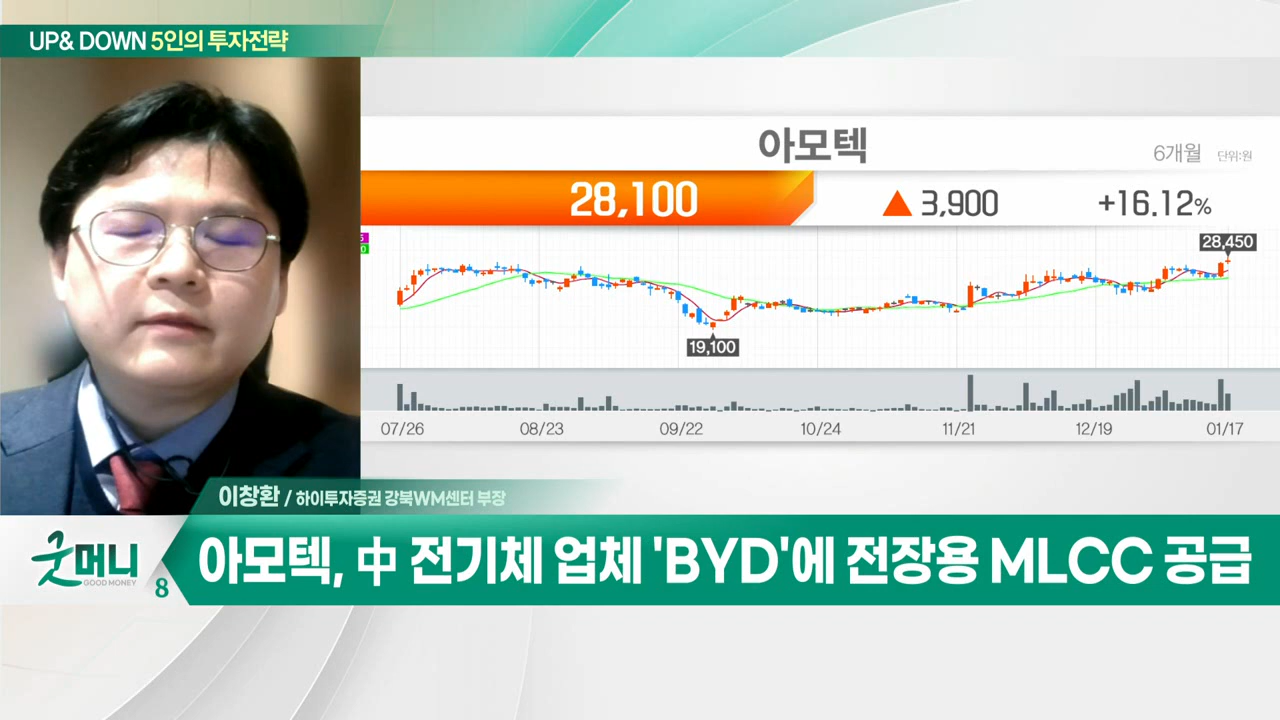 UP& DOWN 5인의 투자전략
아모텍
6개월 단위:원
28,100 ▲ 3,900 +16.12%
28,450
19,100
07/26 08/23 09/22 10/24 11/21 12/19 01/17
이창환 / 하이투자증권 강북WM센터 부장
굿머니
GOOD MONEY
8
아모텍, 中 전기체 업체 'BYD'에 전장용 MLCC 공급